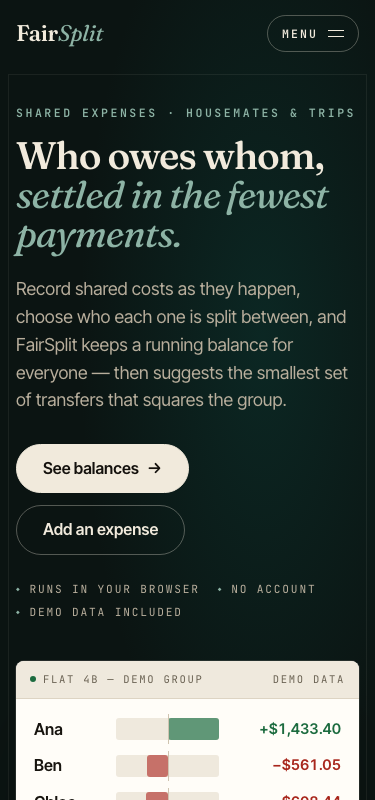 FairSplit
MENU
SHARED EXPENSES · HOUSEMATES & TRIPS
Who owes whom,
settled in the fewest
payments.
Record shared costs as they happen,
choose who each one is split between, and
FairSplit keeps a running balance for
everyone — then suggests the smallest set
of transfers that squares the group.
See balances →
Add an expense
RUNS IN YOUR BROWSER
NO ACCOUNT
DEMO DATA INCLUDED
FLAT 4B — DEMO GROUP
DEMO DATA
Ana
+$1,433.40
Ben
−$561.05